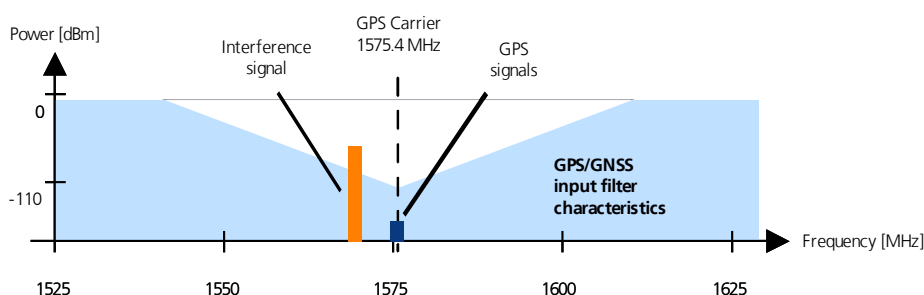 GPS Carrier
1575.4 MHz
Power [dBm]
Interference
signal
GPS
signals
0
GPS/GNSS
input filter
characteristics
-110
Frequency [MHz]
1525
1550
1575
1600
1625